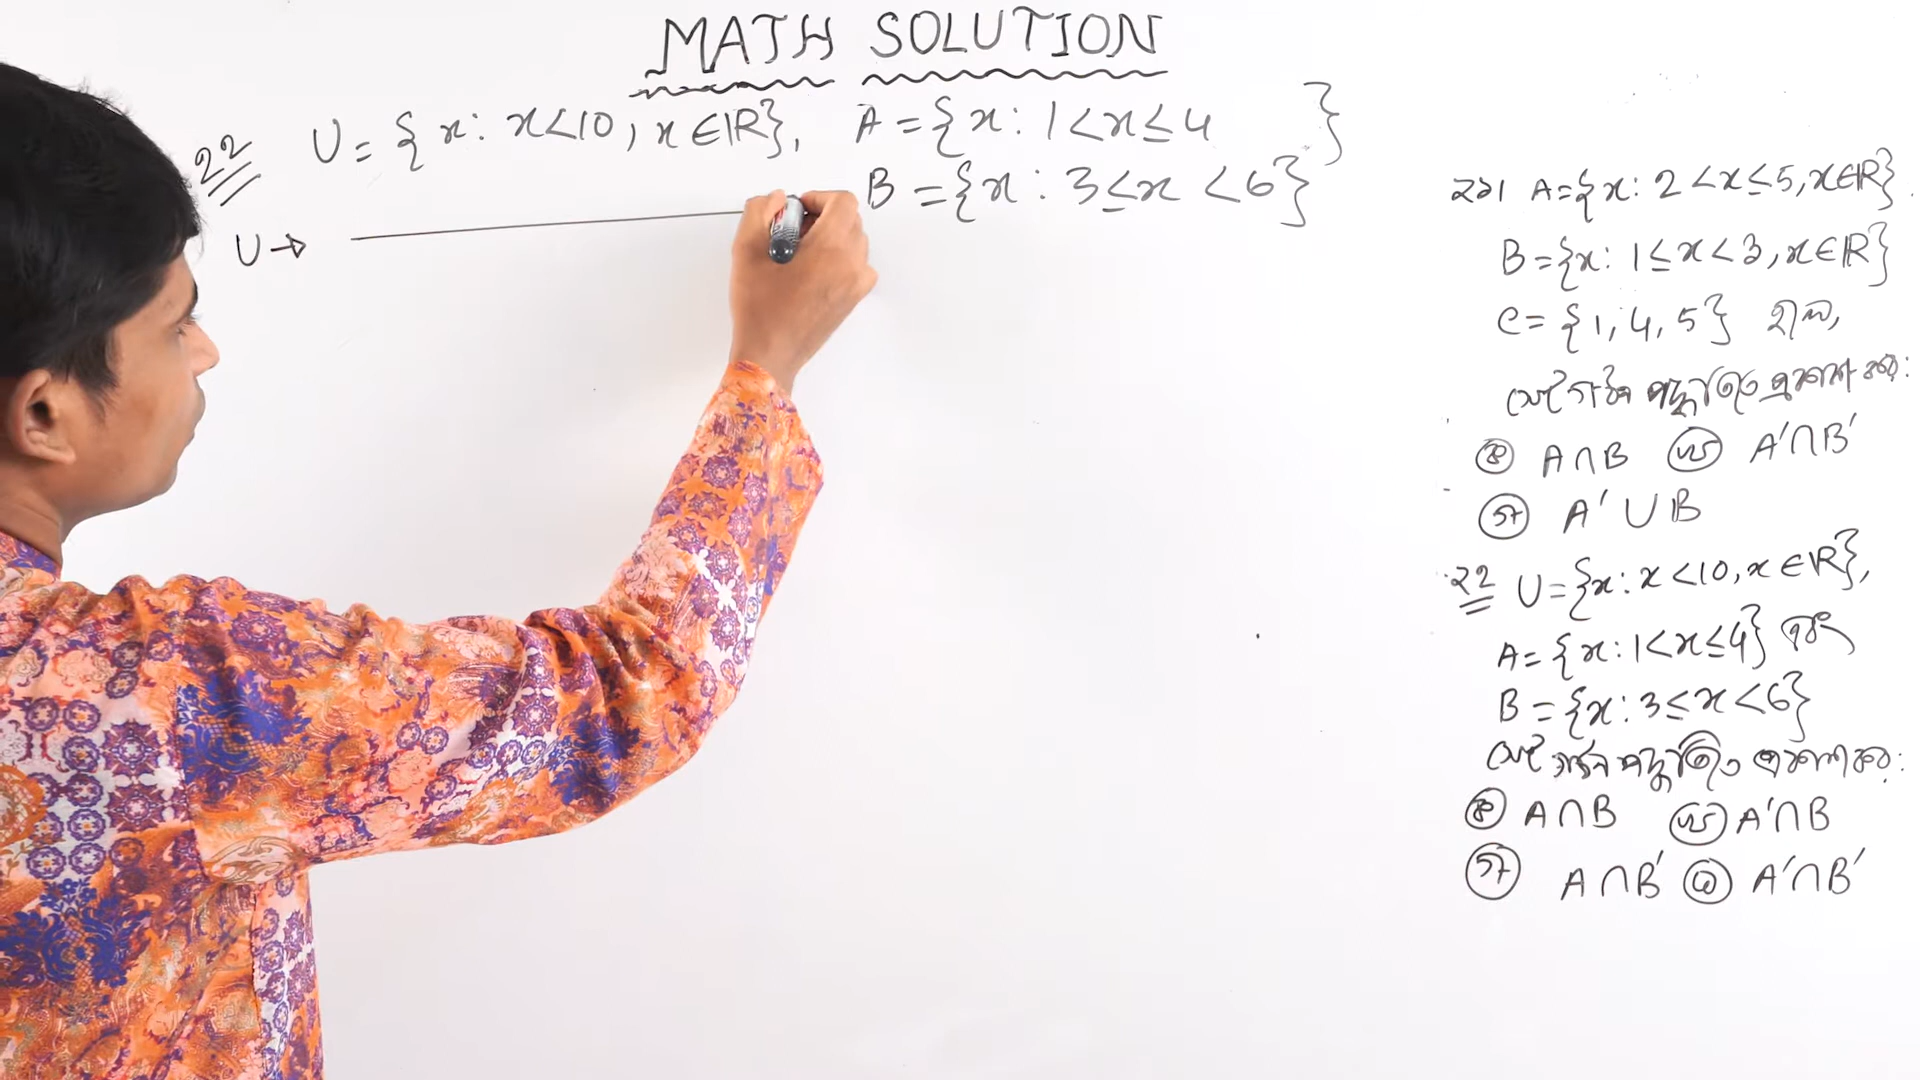 MATH SOLUTION
22 U = {x: x<10, x∈ℝ}, A = {x: 1<x≤4 }
B = {x: 3≤x<6}
U →
২১। A={x: 2<x≤5, x∈ℝ}
B={x: 1≤x<3, x∈ℝ}
C= {1, 4, 5} হলে,
সেট গঠন পদ্ধতিতে প্রকাশ কর:
ক A∩B খ A′∩B′
গ A′∪B
22 U={x: x<10, x∈ℝ},
A= {x: 1<x≤4} এবং
B = {x: 3≤x<6}
সেট গঠন পদ্ধতিতে প্রকাশ কর:
ক A∩B খ A′∩B
গ A∩B′ ঘ A′∩B′